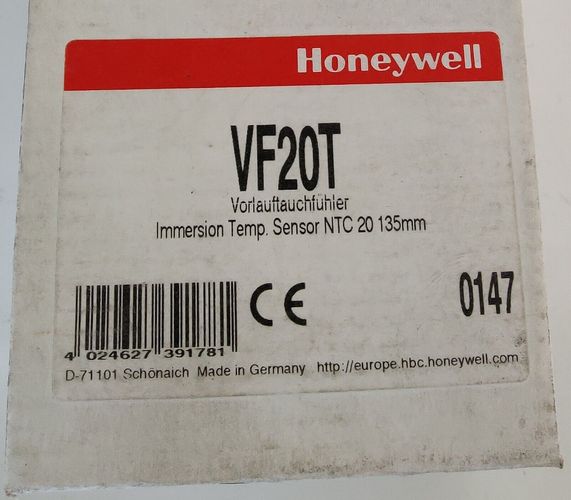 Honeywell
VF20T
Vorlauftauchfühler
Immersion Temp. Sensor NTC 20 135mm
CE
0147
4 024627 391781
D-71101 Schönaich Made in Germany http://europe.hbc.honeywell.com